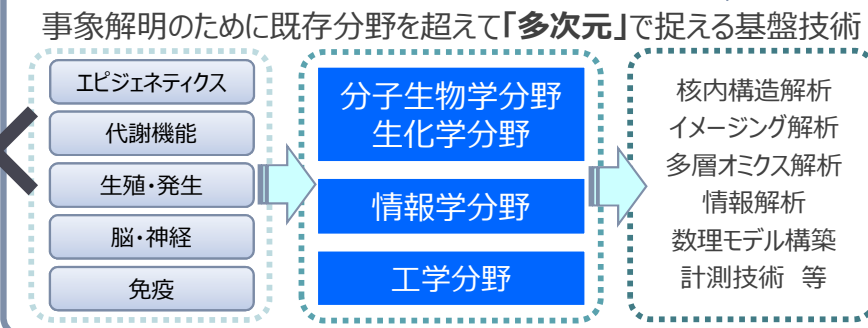 事象解明のために既存分野を超えて「多次元」で捉える基盤技術
エピジェネティクス
代謝機能
生殖・発生
脳・神経
免疫
分子生物学分野
生化学分野
情報学分野
工学分野
核内構造解析
イメージング解析
多層オミクス解析
情報解析
数理モデル構築
計測技術 等